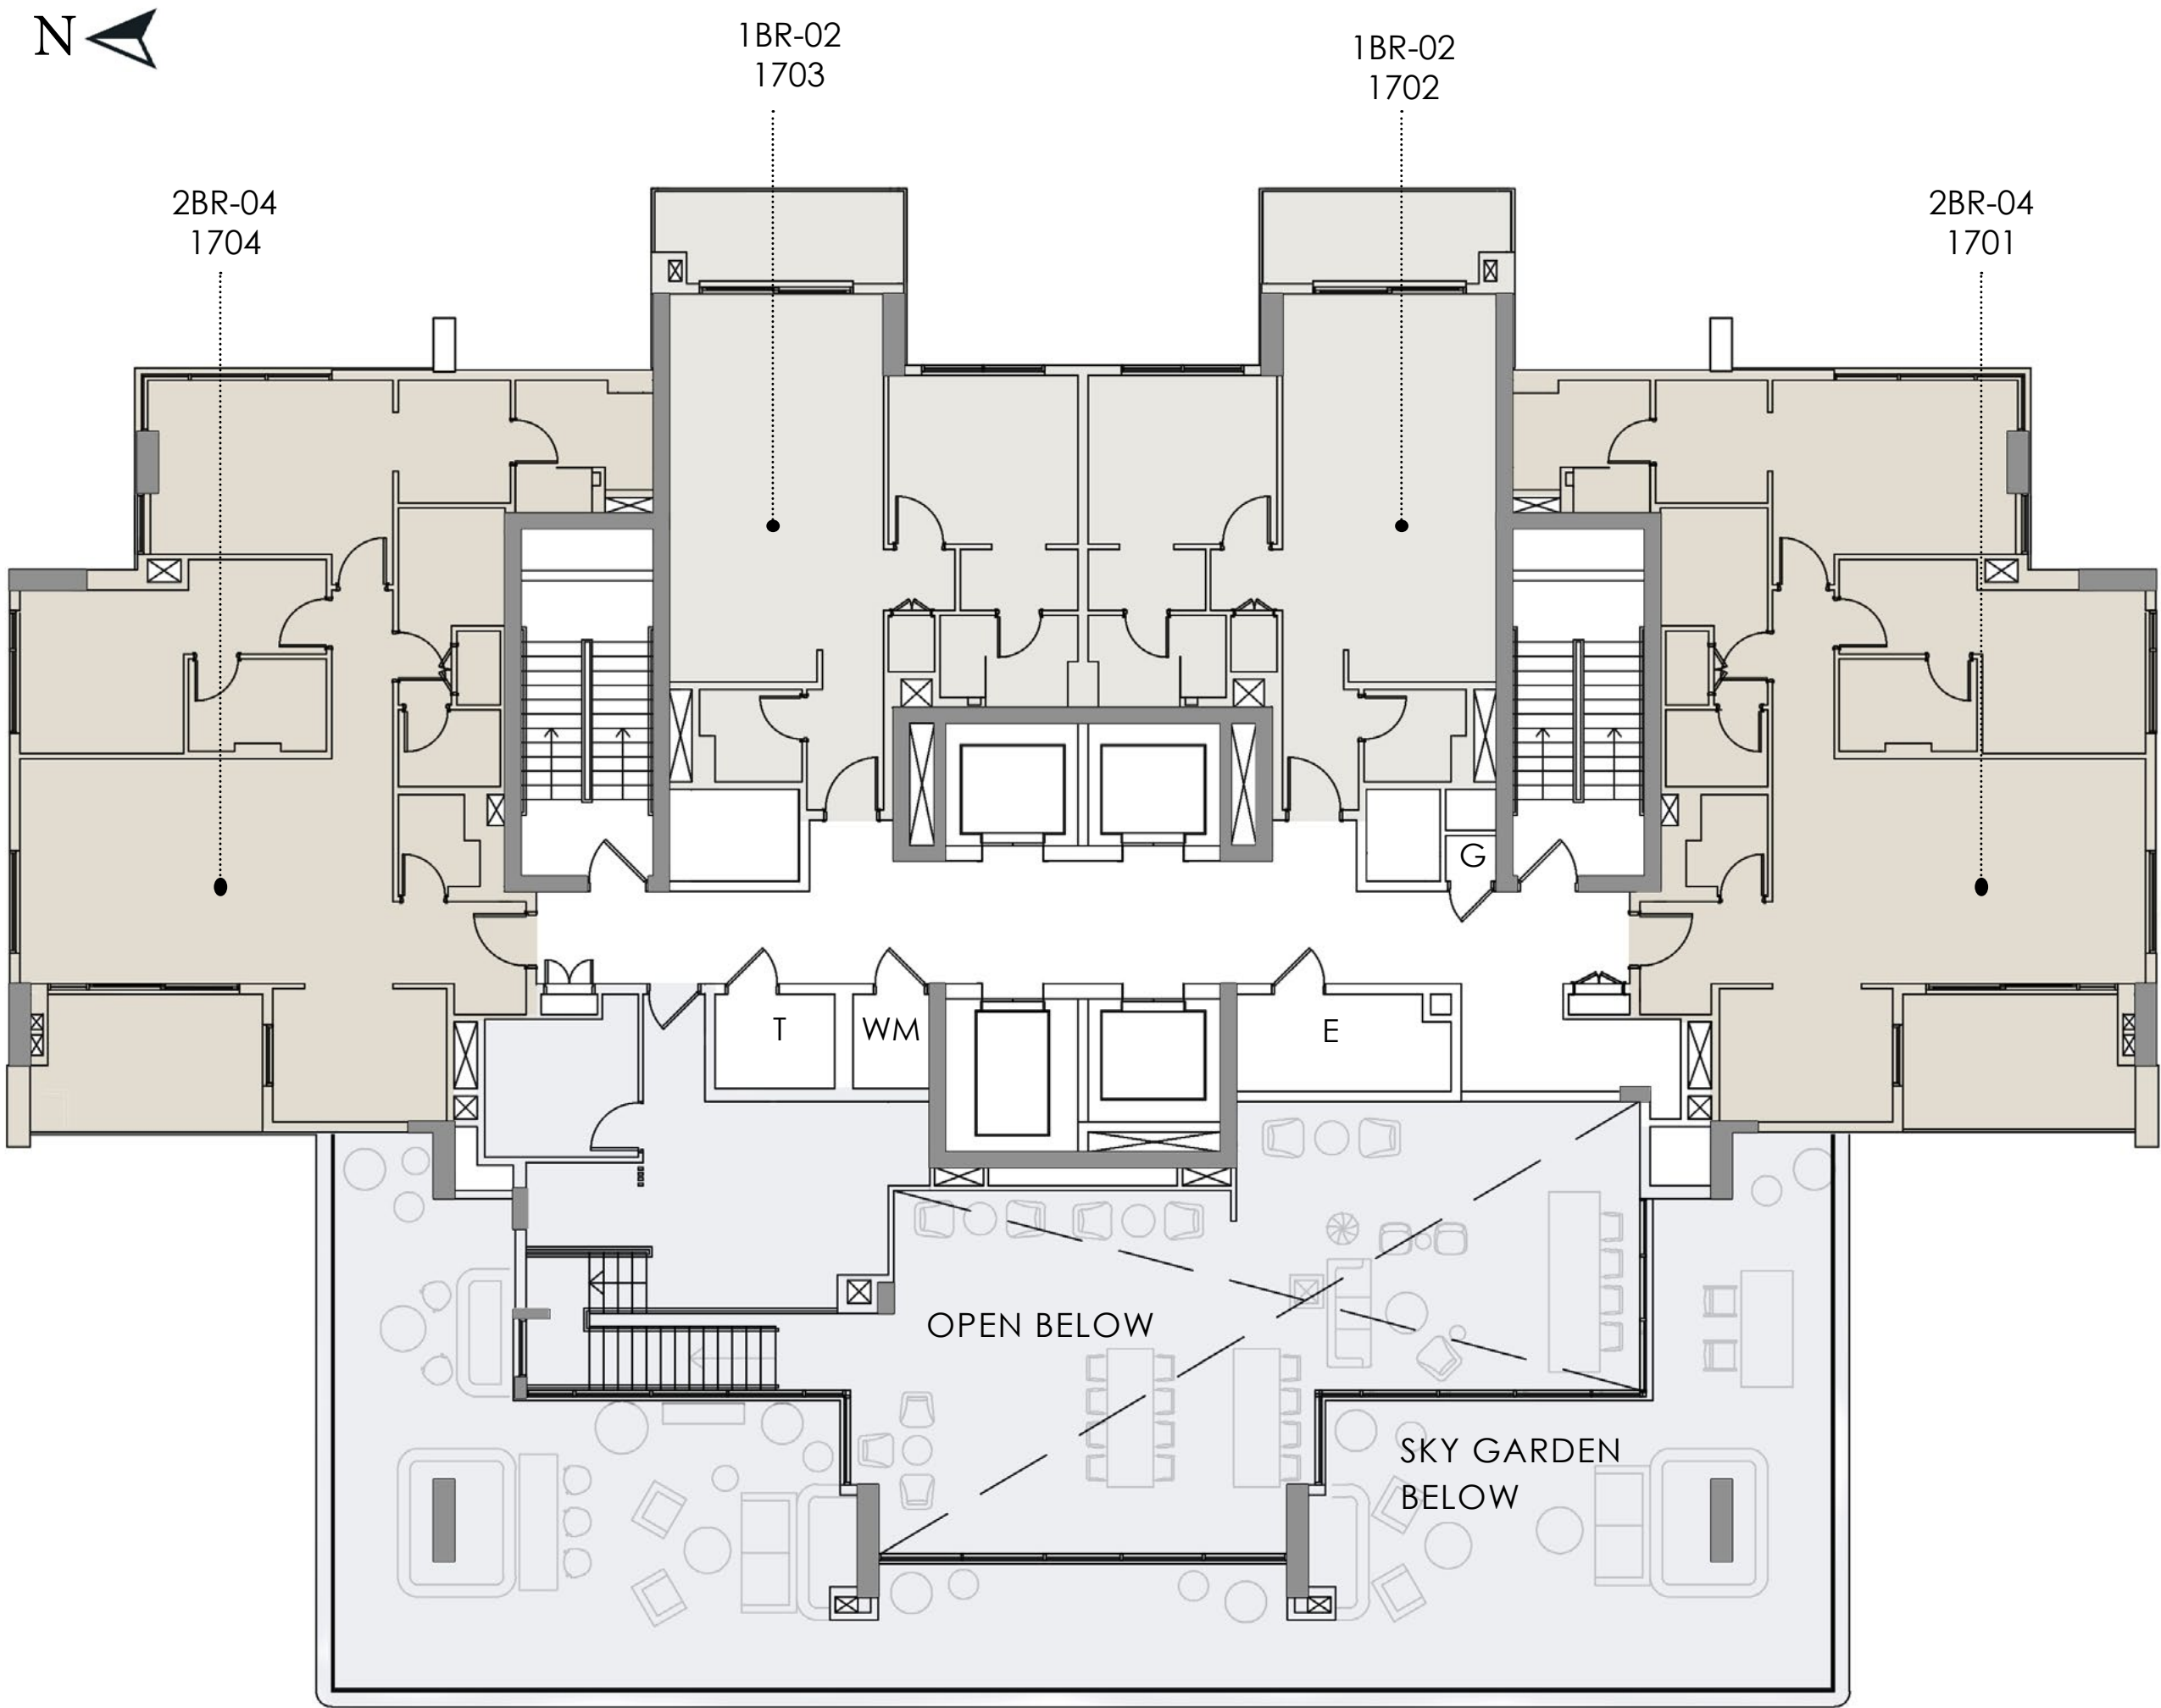 N
1BR-02
1703
1BR-02
1702
2BR-04
1704
2BR-04
1701
G
T
WM
E
OPEN BELOW
SKY GARDEN
BELOW